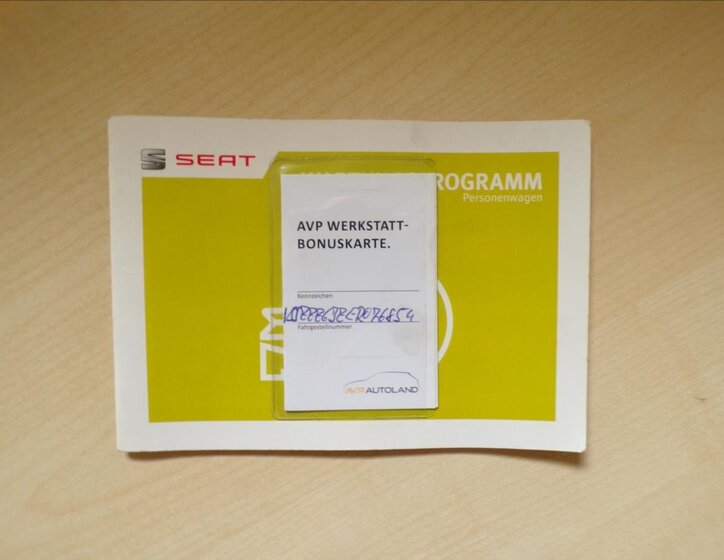 SEAT
ROGRAMM
Personenwagen
AVP WERKSTATT-
BONUSKARTE.
Kennzeichen
Fahrgestellnummer
AVP AUTOLAND